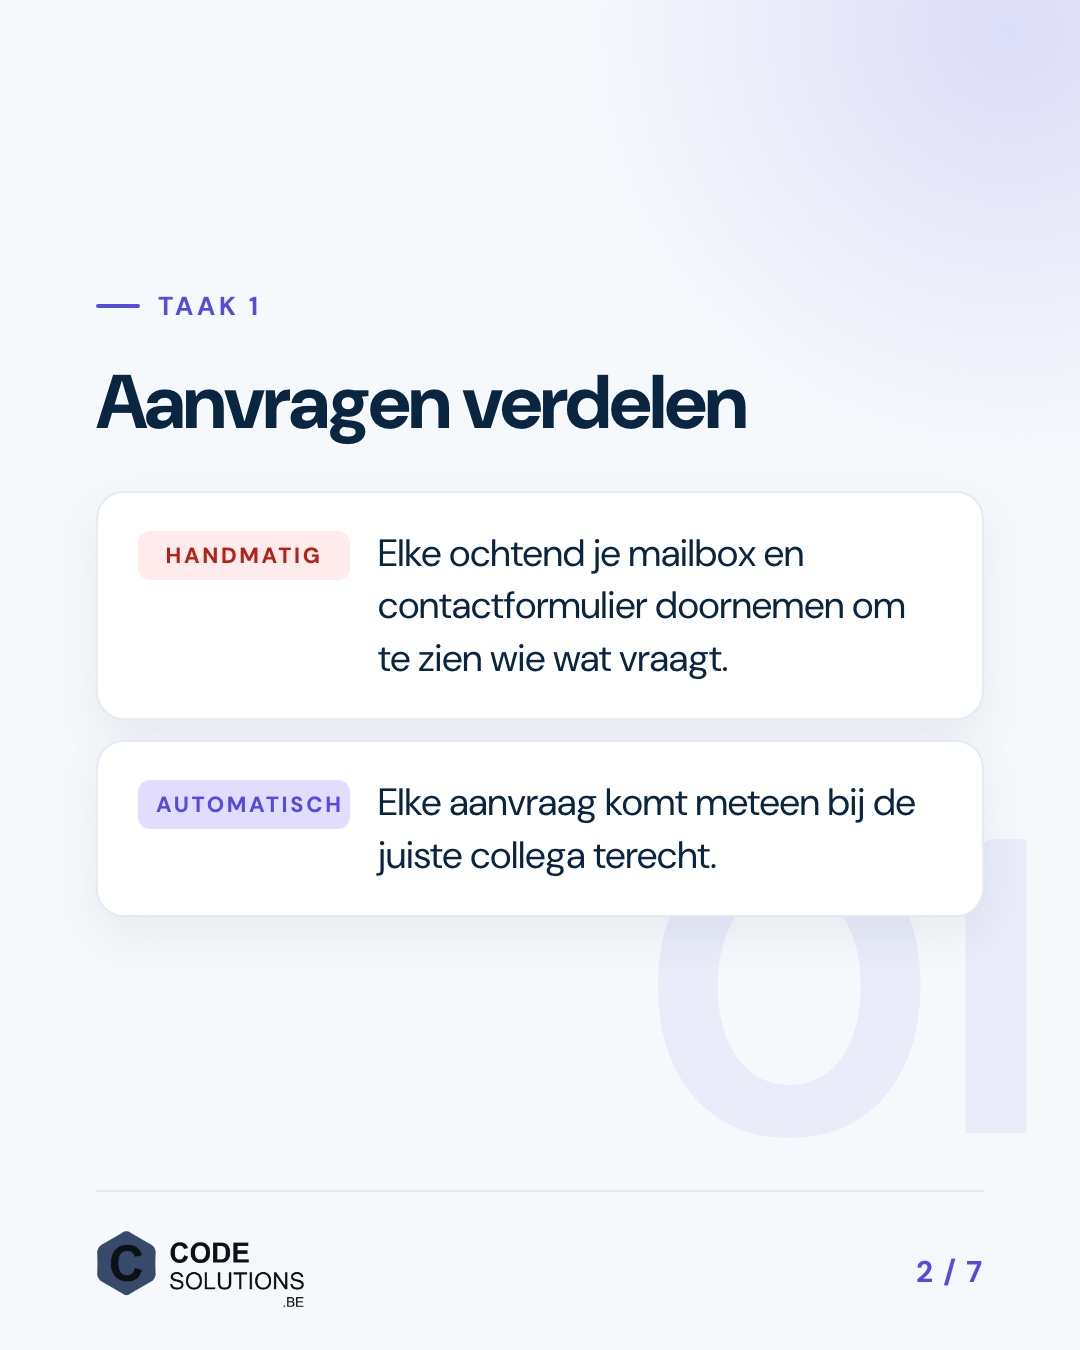 TAAK 1
Aanvragen verdelen
HANDMATIG
Elke ochtend je mailbox en
contactformulier doornemen om
te zien wie wat vraagt.
AUTOMATISCH
Elke aanvraag komt meteen bij de
juiste collega terecht.
01
C
CODE
SOLUTIONS
.BE
2 / 7